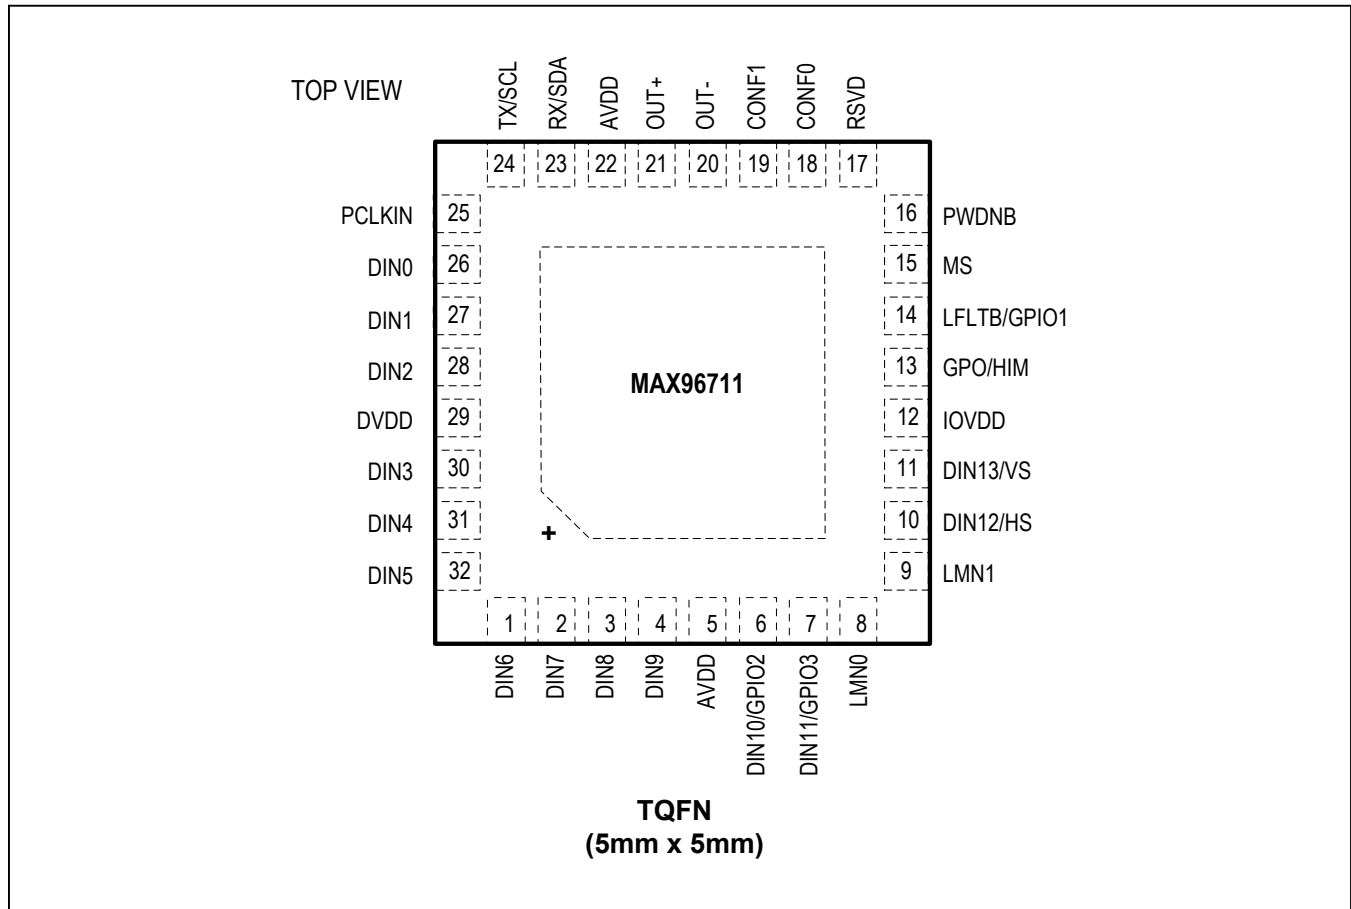 TOP VIEW
TX/SCL
RX/SDA
AVDD
OUT+
OUT-
CONF1
CONF0
RSVD
24 23 22 21 20 19 18 17
PCLKIN 25
16 PWDNB
DIN0 26
15 MS
DIN1 27
14 LFLTB/GPIO1
DIN2 28
13 GPO/HIM
MAX96711
DVDD 29
12 IOVDD
DIN3 30
11 DIN13/VS
DIN4 31
10 DIN12/HS
+
DIN5 32
9 LMN1
1 2 3 4 5 6 7 8
DIN6
DIN7
DIN8
DIN9
AVDD
DIN10/GPIO2
DIN11/GPIO3
LMN0
TQFN
(5mm x 5mm)